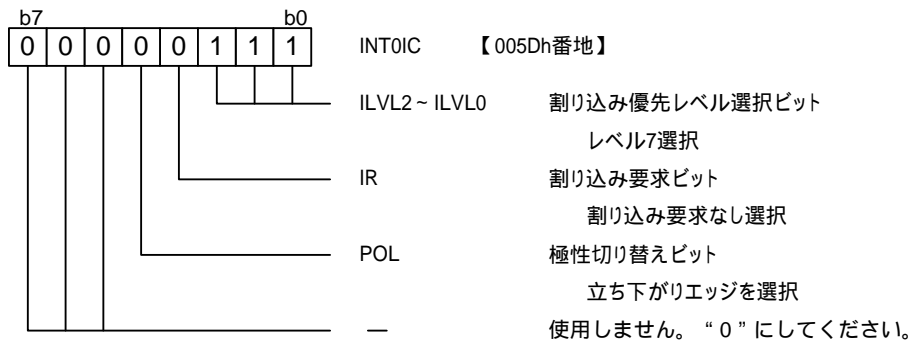 b7 b0
0 0 0 0 0 1 1 1 INT0IC 【005Dh番地】
ILVL2~ILVL0 割り込み優先レベル選択ビット
レベル7選択
IR 割り込み要求ビット
割り込み要求なし選択
POL 極性切り替えビット
立ち下がりエッジを選択
― 使用しません。“0”にしてください。